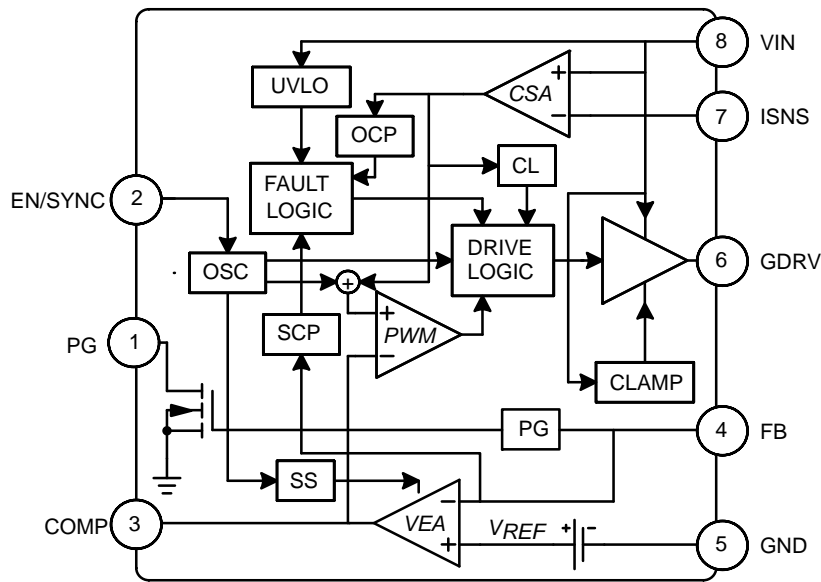 8 VIN
UVLO
+
CSA
-
OCP
7 ISNS
CL
2
EN/SYNC
FAULT
LOGIC
DRIVE
LOGIC
6 GDRV
OSC
+
+
PWM
-
SCP
1
PG
CLAMP
PG
4 FB
SS
-
VEA
+
VREF
+ -
COMP 3
5 GND